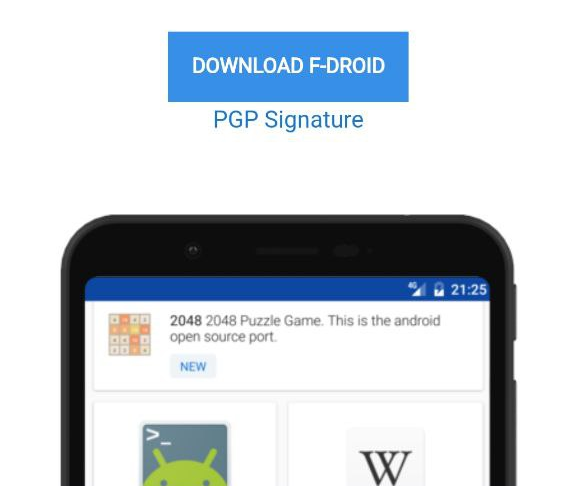 DOWNLOAD F-DROID
PGP Signature
4G 21:25
2048 2048 Puzzle Game. This is the android
open source port.
NEW
>_
W